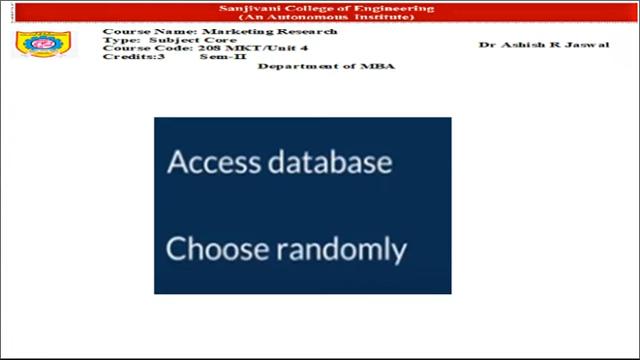 Sanjivani College of Engineering
(An Autonomous Institute)
Course Name: Marketing Research
Type: Subject Core
Course Code: 208 MKT/Unit 4
Credits:3 Sem-II
Dr Ashish R Jaswal
Department of MBA
Access database
Choose randomly